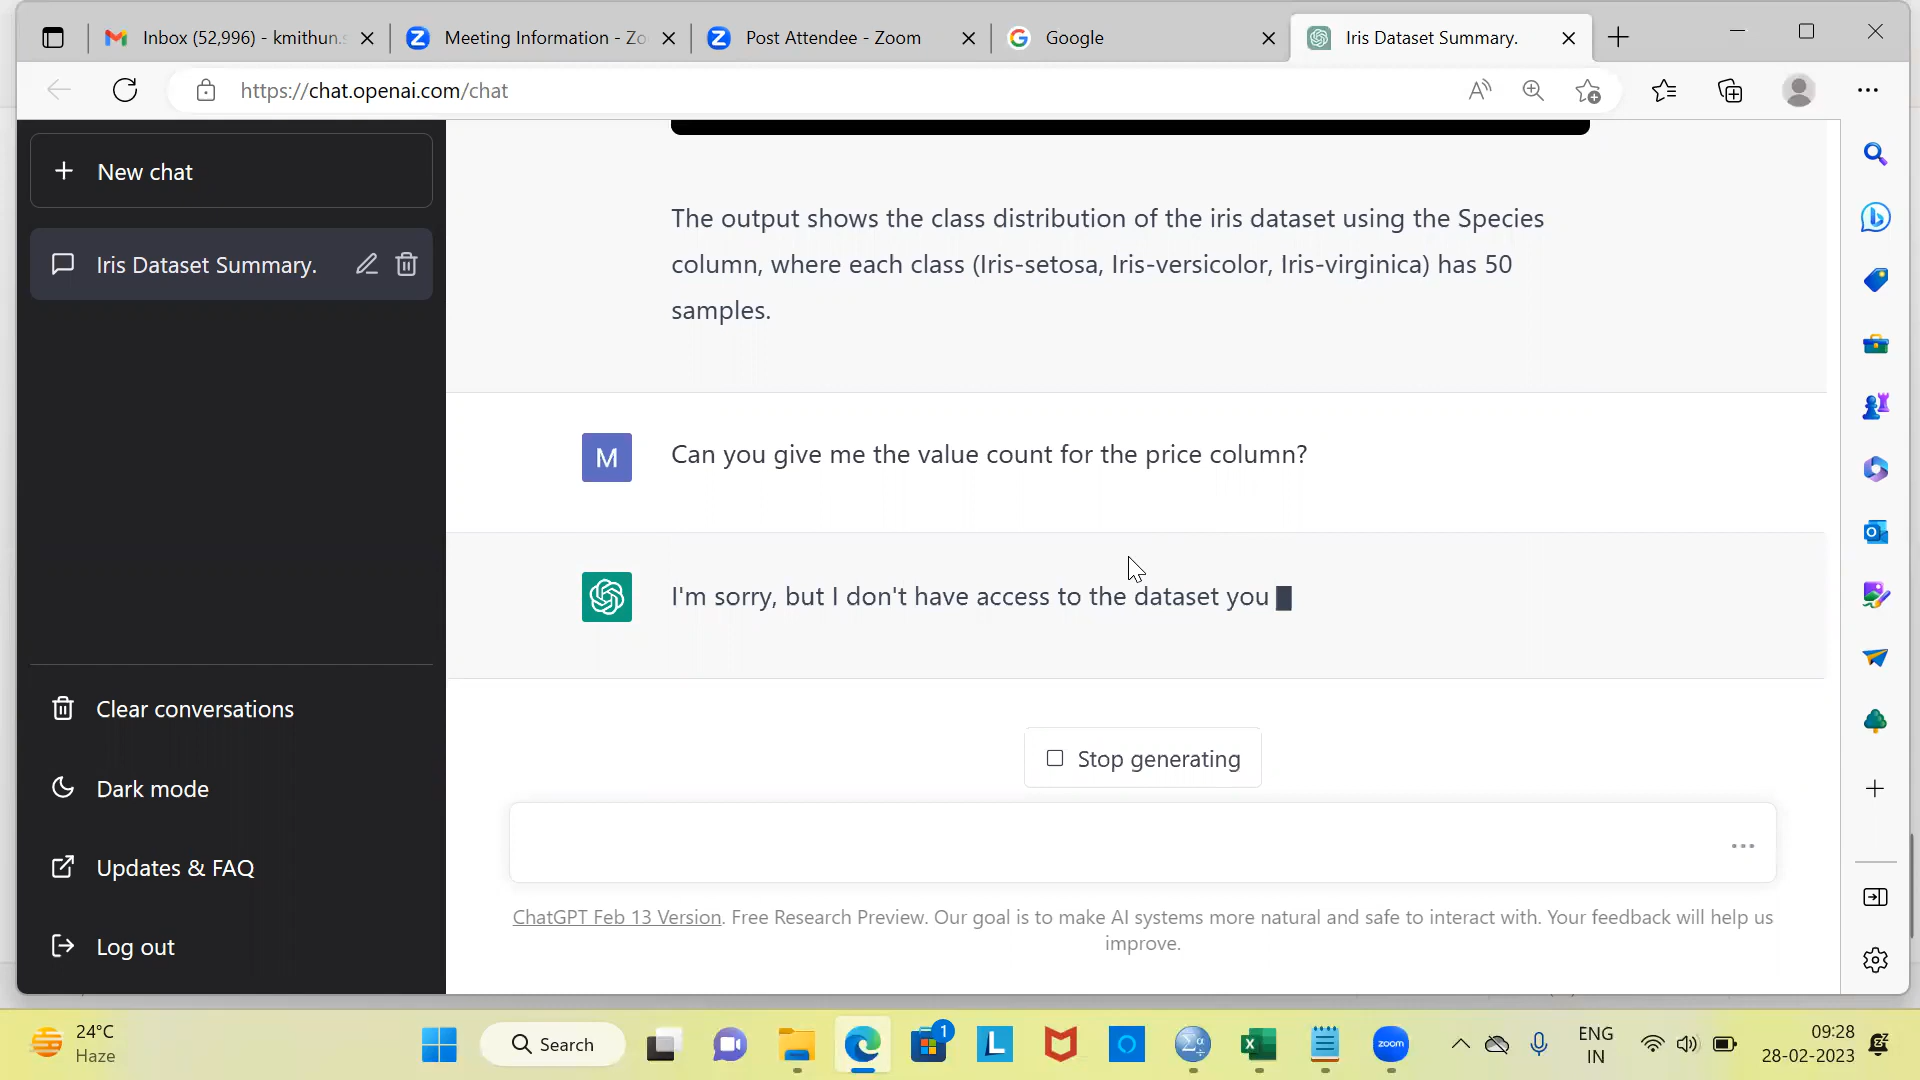 Inbox (52,996) - kmithun.s
Meeting Information - Zo
Post Attendee - Zoom
Google
Iris Dataset Summary.
https://chat.openai.com/chat
New chat
Iris Dataset Summary.
Clear conversations
Dark mode
Updates & FAQ
Log out
The output shows the class distribution of the iris dataset using the Species
column, where each class (Iris-setosa, Iris-versicolor, Iris-virginica) has 50
samples.
M
Can you give me the value count for the price column?
I'm sorry, but I don't have access to the dataset you
Stop generating
ChatGPT Feb 13 Version. Free Research Preview. Our goal is to make AI systems more natural and safe to interact with. Your feedback will help us
improve.
24°C
Haze
Search
1
L
zoom
ENG
IN
09:28
28-02-2023